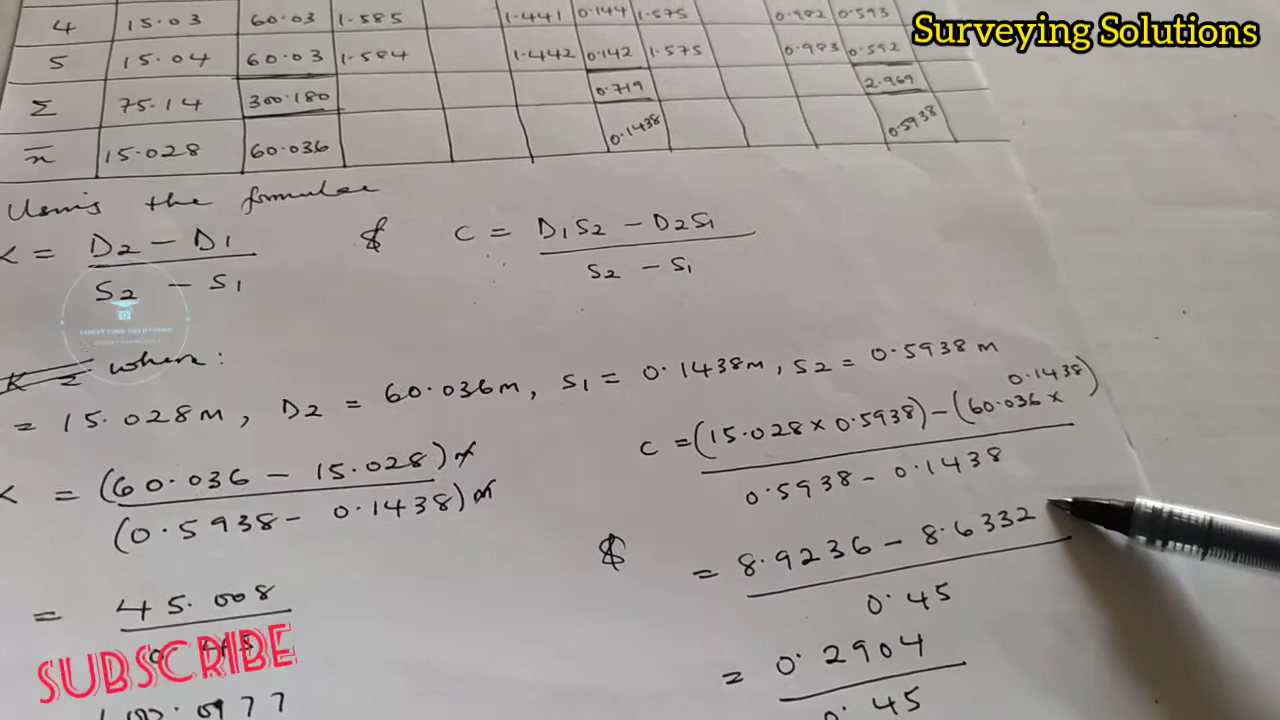 Surveying Solutions
4 15.03 60.03 1.585 1.441 0.144 1.575 0.982 0.593
5 15.04 60.03 1.584 1.442 0.142 1.575 0.983 0.592
Σ 75.14 300.180 0.719 2.969
x̄ 15.028 60.036 0.1438 0.5938
Using the formulae
K = D2 - D1 / S2 - S1 & C = D1S2 - D2S1 / S2 - S1
SURVEYING SOLUTIONS
where:
= 15.028m, D2 = 60.036m, S1 = 0.1438m, S2 = 0.5938m
K = (60.036 - 15.028)m / (0.5938 - 0.1438)m
C = (15.028 x 0.5938) - (60.036 x 0.1438) / 0.5938 - 0.1438
& = 8.9236 - 8.6332 / 0.45
= 45.008
= 0.2904 / 0.45
SUBSCRIBE